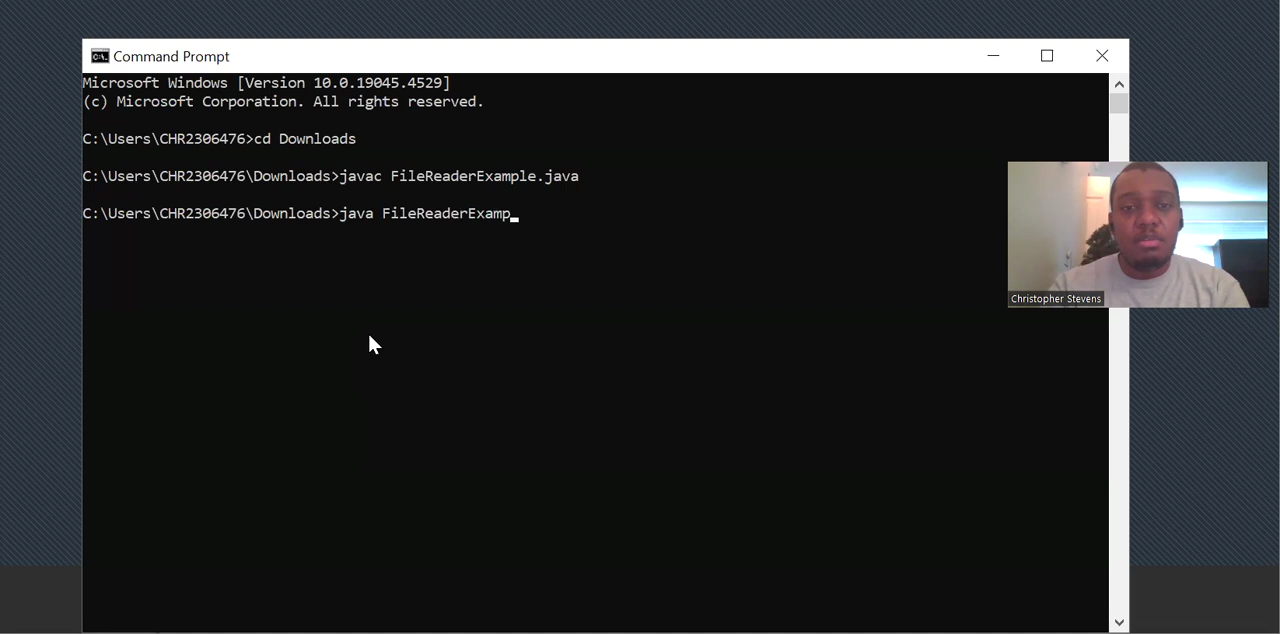 Command Prompt
Microsoft Windows [Version 10.0.19045.4529]
(c) Microsoft Corporation. All rights reserved.
C:\Users\CHR2306476>cd Downloads
C:\Users\CHR2306476\Downloads>javac FileReaderExample.java
C:\Users\CHR2306476\Downloads>java FileReaderExamp
Christopher Stevens